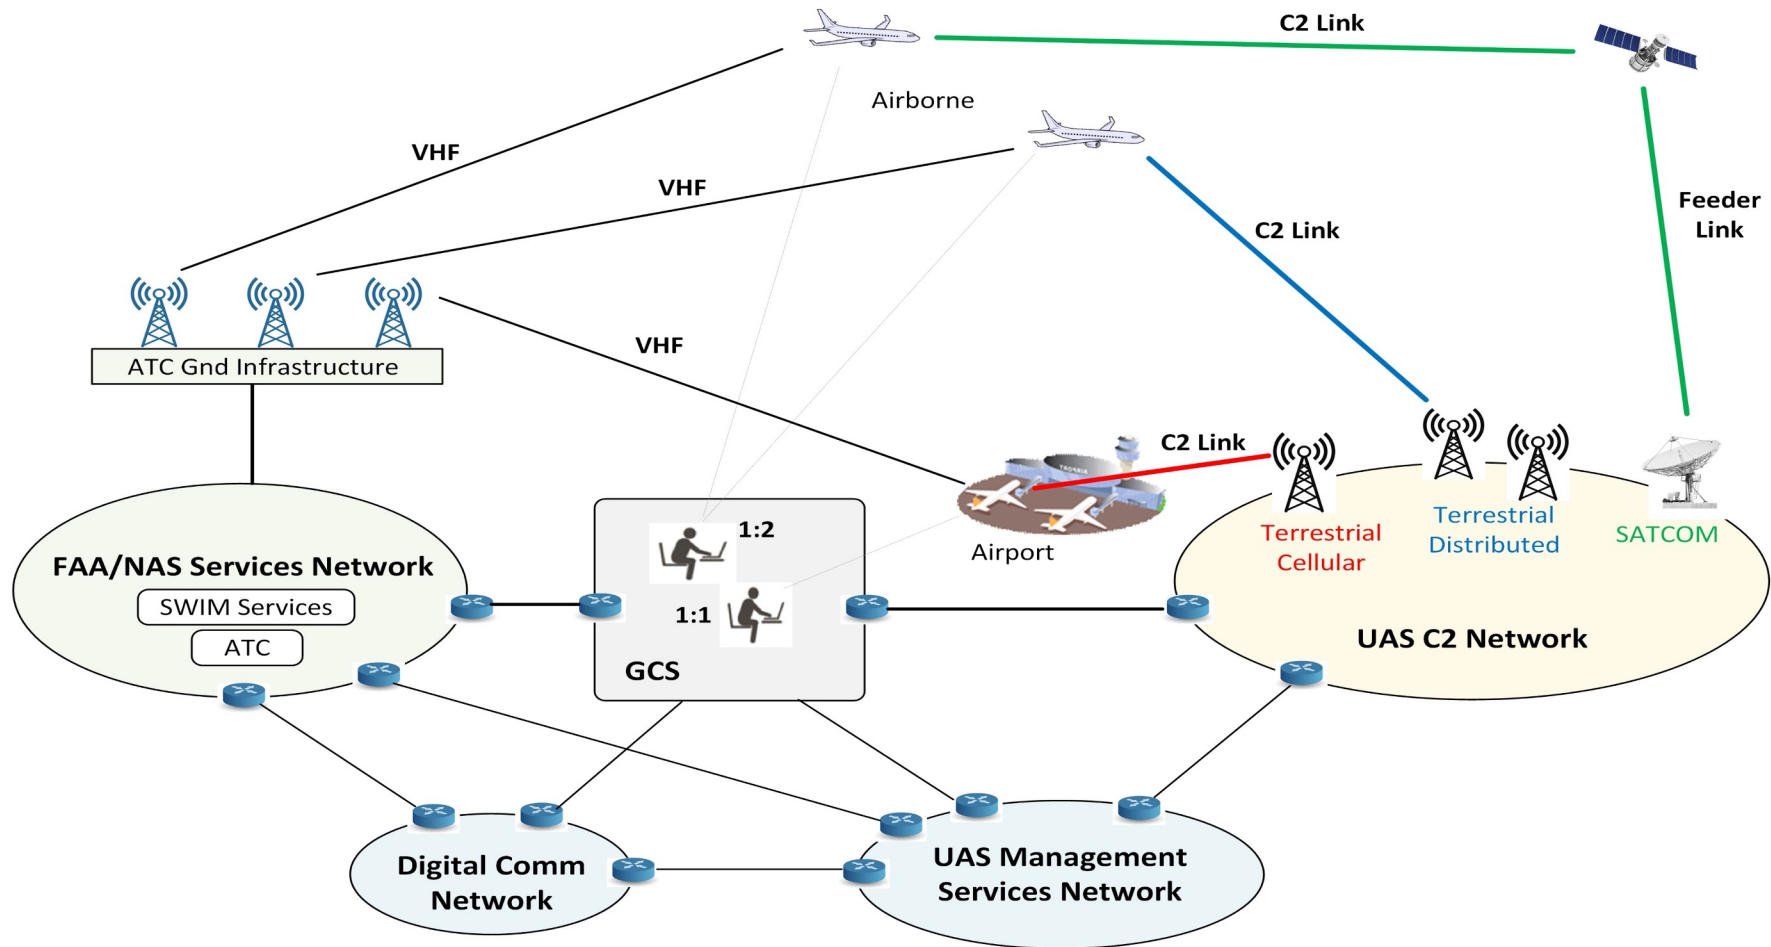 C2 Link
Airborne
VHF
VHF
C2 Link
Feeder
Link
VHF
ATC Gnd Infrastructure
C2 Link
AIRPORT
Airport
Terrestrial
Cellular
Terrestrial
Distributed
SATCOM
FAA/NAS Services Network
SWIM Services
ATC
1:2
1:1
GCS
UAS C2 Network
Digital Comm
Network
UAS Management
Services Network